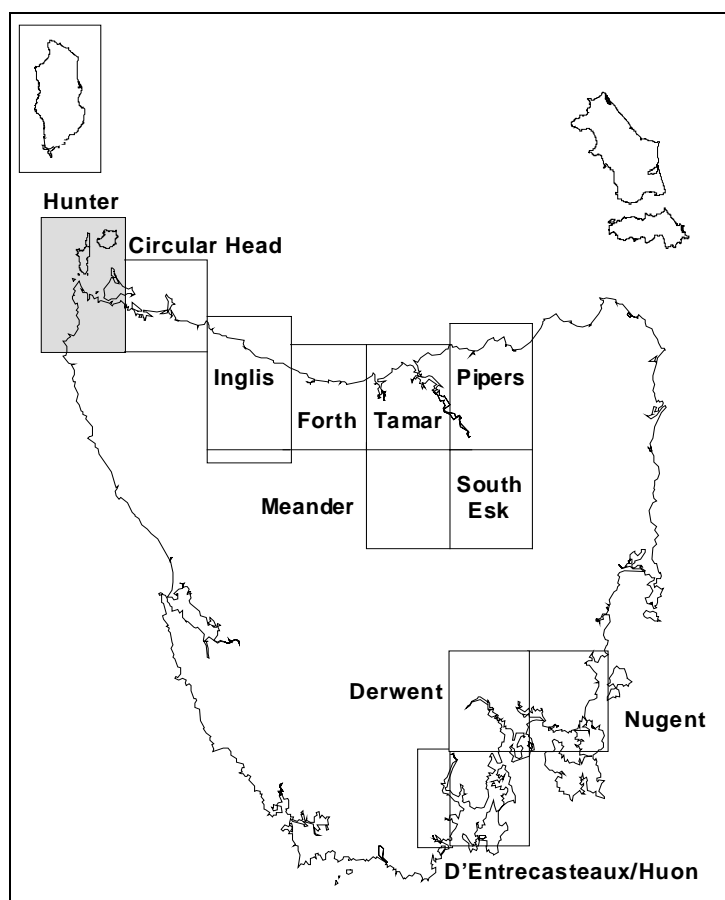 Hunter
Circular Head
Inglis
Forth
Tamar
Pipers
Meander
South
Esk
Derwent
Nugent
D'Entrecasteaux/Huon